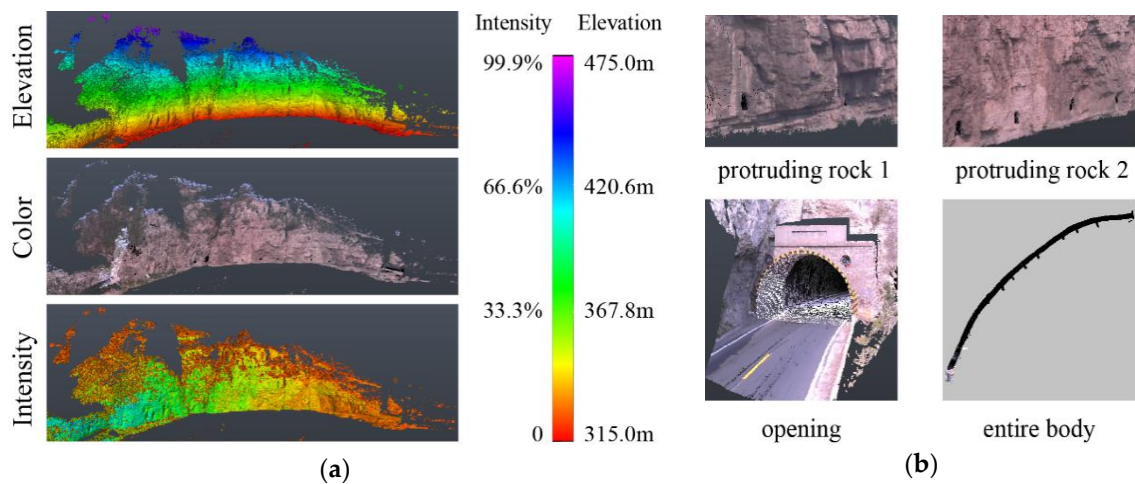 Elevation
Color
Intensity
Intensity Elevation
99.9% 475.0m
66.6% 420.6m
33.3% 367.8m
0 315.0m
(a)
protruding rock 1 protruding rock 2
opening entire body
(b)